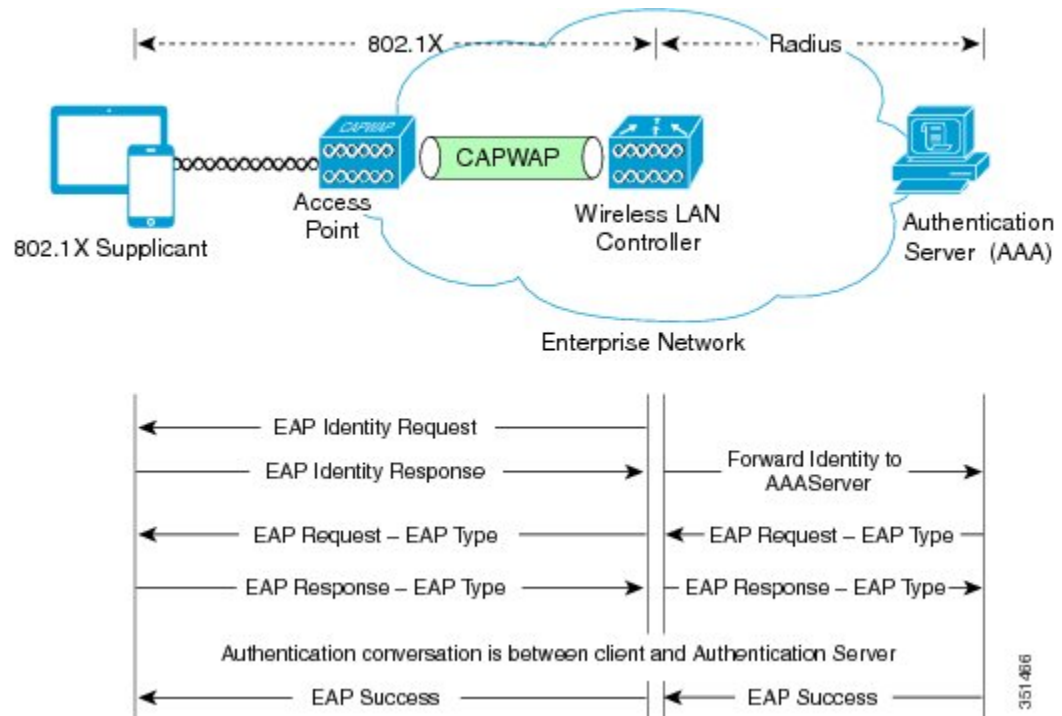 802.1X
Radius
CAPWAP
CAPWAP
Access
Point
Wireless LAN
Controller
802.1X Supplicant
Authentication
Server (AAA)
Enterprise Network
EAP Identity Request
EAP Identity Response
Forward Identity to
AAAServer
EAP Request – EAP Type
EAP Request – EAP Type
EAP Response – EAP Type
EAP Response – EAP Type
Authentication conversation is between client and Authentication Server
EAP Success
EAP Success
351466